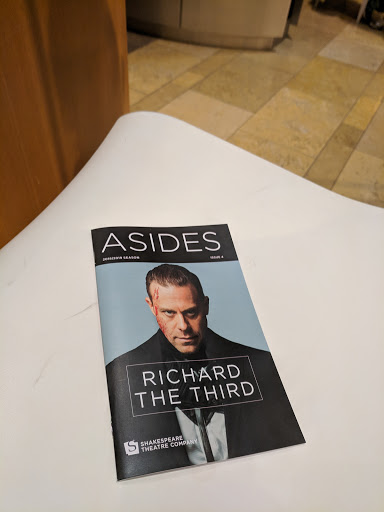 ASIDES
2018/2019 SEASON ISSUE 4
RICHARD
THE THIRD
SHAKESPEARE
THEATRE COMPANY